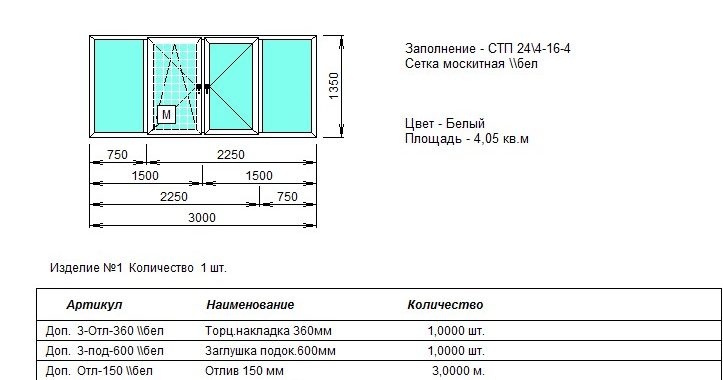 Заполнение - СТП 24\4-16-4
Сетка москитная \\бел
1350
M
Цвет - Белый
Площадь - 4,05 кв.м
750 2250
1500 1500
2250 750
3000
Изделие №1 Количество 1 шт.
Артикул Наименование Количество
Доп. 3-Отл-360 \\бел Торц.накладка 360мм 1,0000 шт.
Доп. 3-под-600 \\бел Заглушка подок.600мм 1,0000 шт.
Доп. Отл-150 \\бел Отлив 150 мм 3,0000 м.